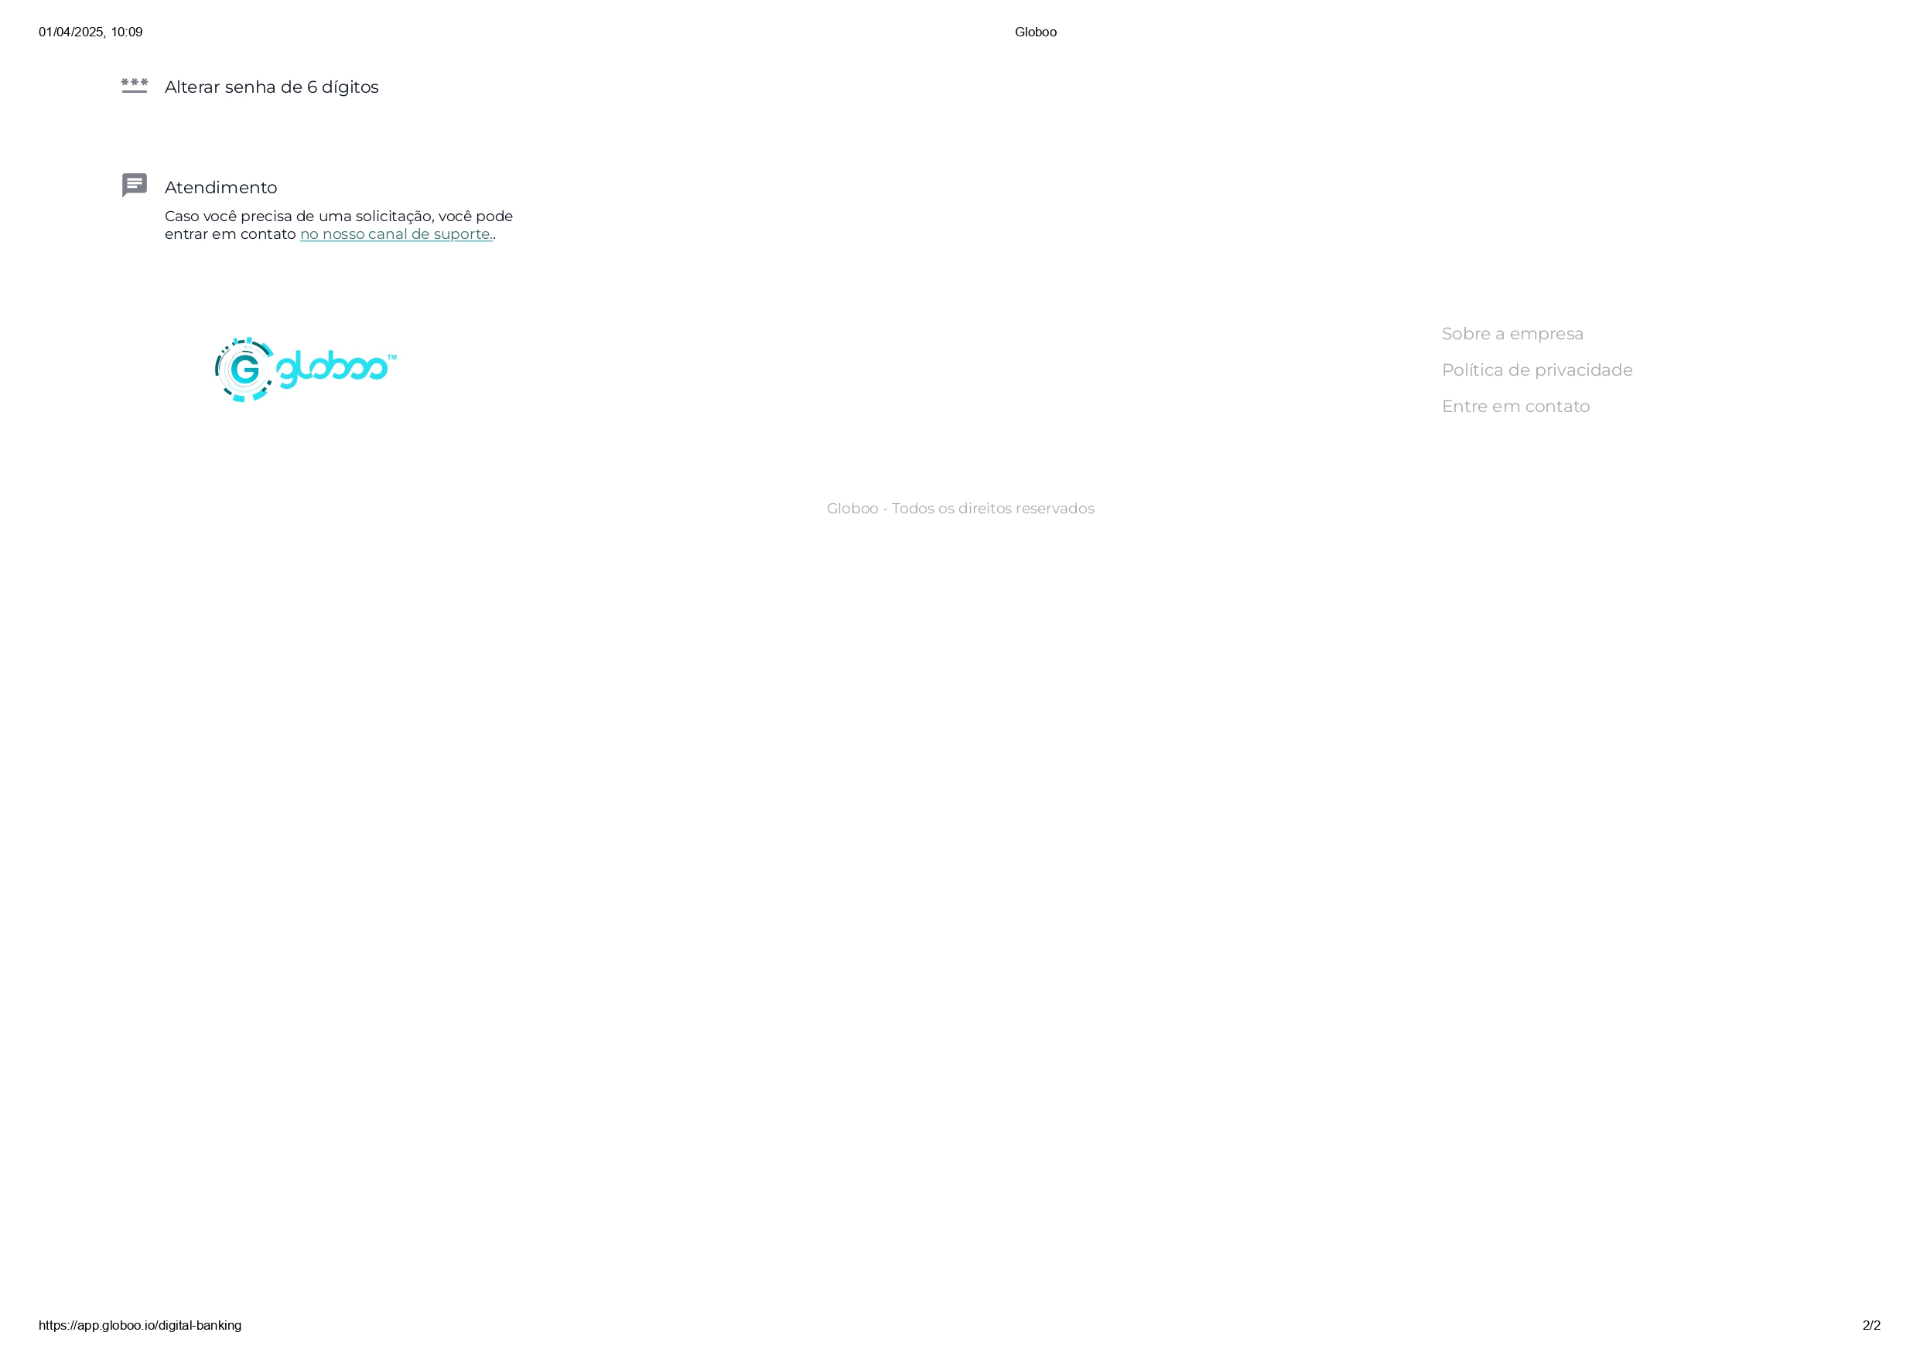 01/04/2025, 10:09
Globoo
*** Alterar senha de 6 dígitos
Atendimento
Caso você precisa de uma solicitação, você pode
entrar em contato no nosso canal de suporte..
G globoo™
Sobre a empresa
Política de privacidade
Entre em contato
Globoo - Todos os direitos reservados
https://app.globoo.io/digital-banking
2/2